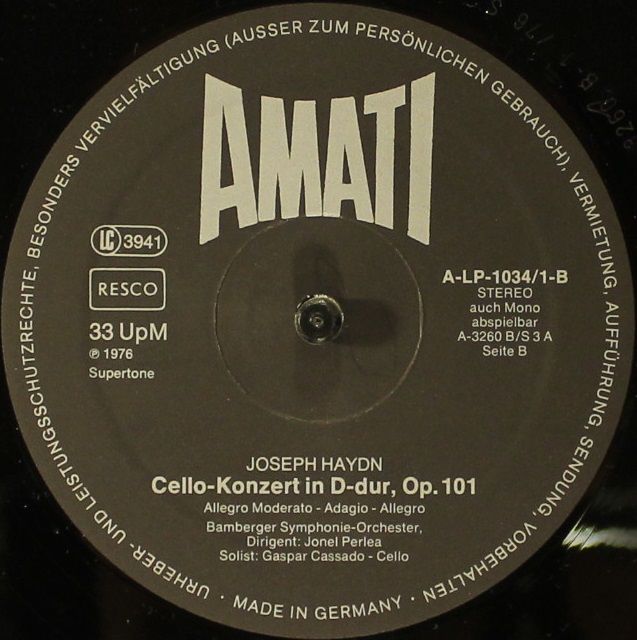 URHEBER- UND LEISTUNGSSCHUTZRECHTE, BESONDERS VERVIELFÄLTIGUNG (AUSSER ZUM PERSÖNLICHEN GEBRAUCH), VERMIETUNG, AUFFÜHRUNG, SENDUNG, VORBEHALTEN · MADE IN GERMANY ·
AMATI
LC 3941
RESCO
33 UpM
℗ 1976
Supertone
A-LP-1034/1-B
STEREO
auch Mono
abspielbar
A-3260 B/S 3 A
Seite B
JOSEPH HAYDN
Cello-Konzert in D-dur, Op. 101
Allegro Moderato - Adagio - Allegro
Bamberger Symphonie-Orchester,
Dirigent: Jonel Perlea
Solist: Gaspar Cassado - Cello